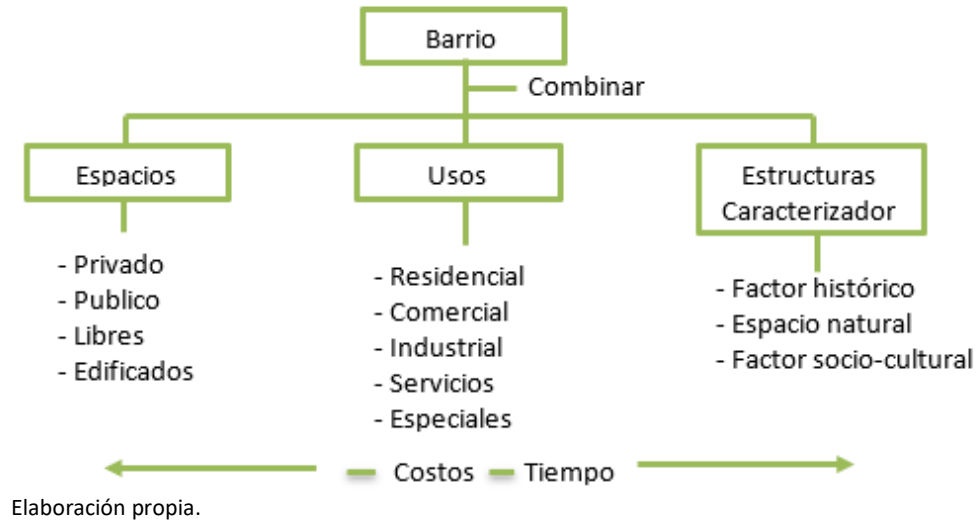 Barrio
Combinar
Espacios
- Privado
- Publico
- Libres
- Edificados
Usos
- Residencial
- Comercial
- Industrial
- Servicios
- Especiales
Estructuras
Caracterizador
- Factor histórico
- Espacio natural
- Factor socio-cultural
Costos
Tiempo
Elaboración propia.